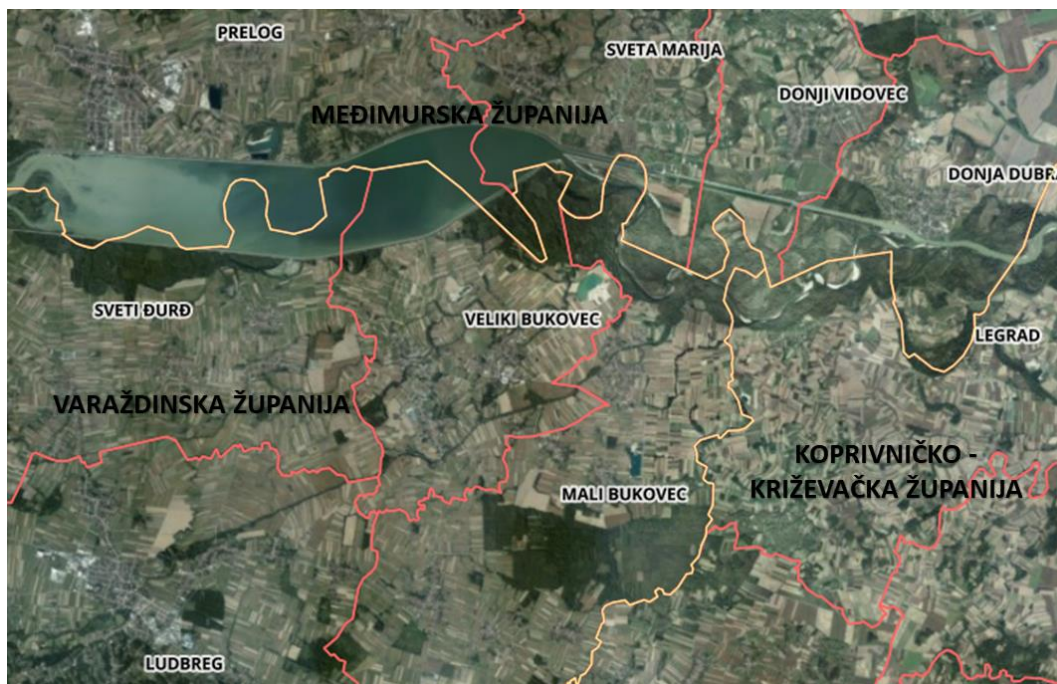 PRELOG
SVETA MARIJA
DONJI VIDOVEC
MEĐIMURSKA ŽUPANIJA
DONJA DUBRA
SVETI ĐURĐ
VELIKI BUKOVEC
LEGRAD
VARAŽDINSKA ŽUPANIJA
KOPRIVNIČKO -
KRIŽEVAČKA ŽUPANIJA
MALI BUKOVEC
LUDBREG